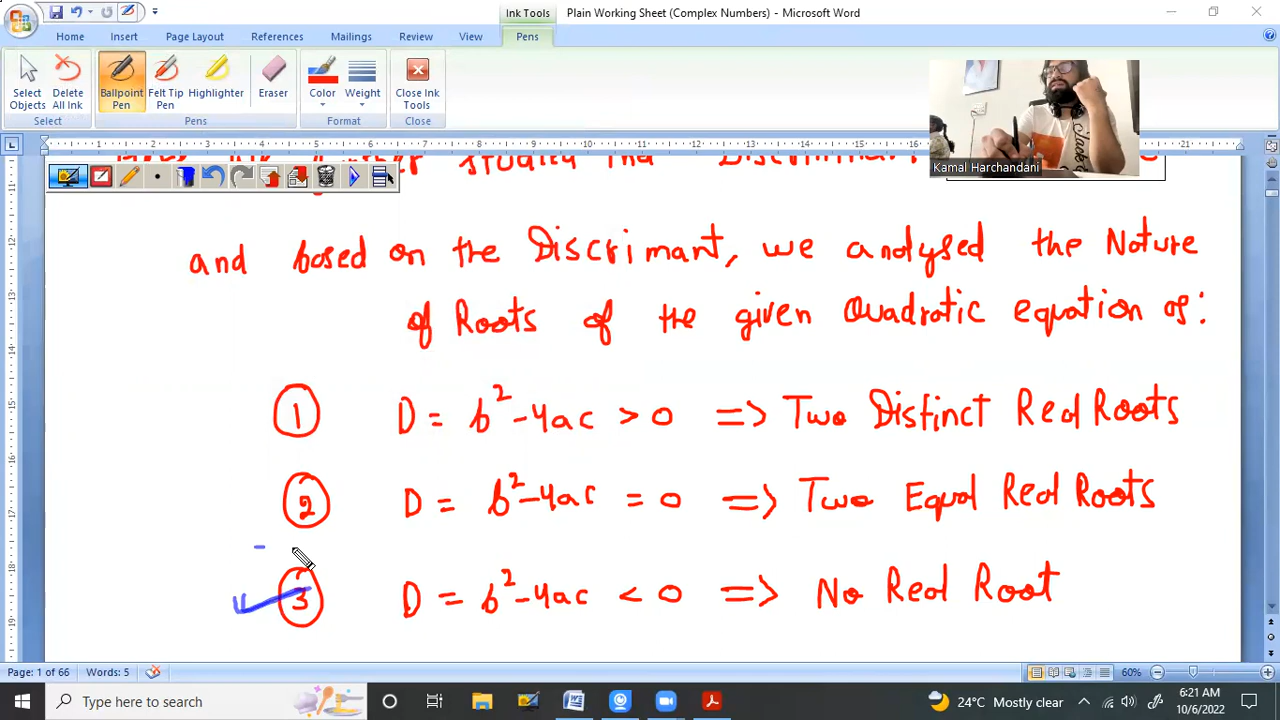 Ink Tools
Plain Working Sheet (Complex Numbers) - Microsoft Word
Home Insert Page Layout References Mailings Review View Pens
Select Objects
Delete All Ink
Ballpoint Pen
Felt Tip Pen
Highlighter
Eraser
Color
Weight
Close Ink Tools
Select Pens Format Close
Kamal Harchandani
studied
and based on the Discrimant, we analysed the Nature
of Roots of the given Quadratic equation as:
1 D = b²-4ac > 0 => Two Distinct Real Roots
2 D = b²-4ac = 0 => Two Equal Real Roots
3 D = b²-4ac < 0 => No Real Root
Page: 1 of 66 Words: 5 60%
Type here to search
24°C Mostly clear
6:21 AM
10/6/2022